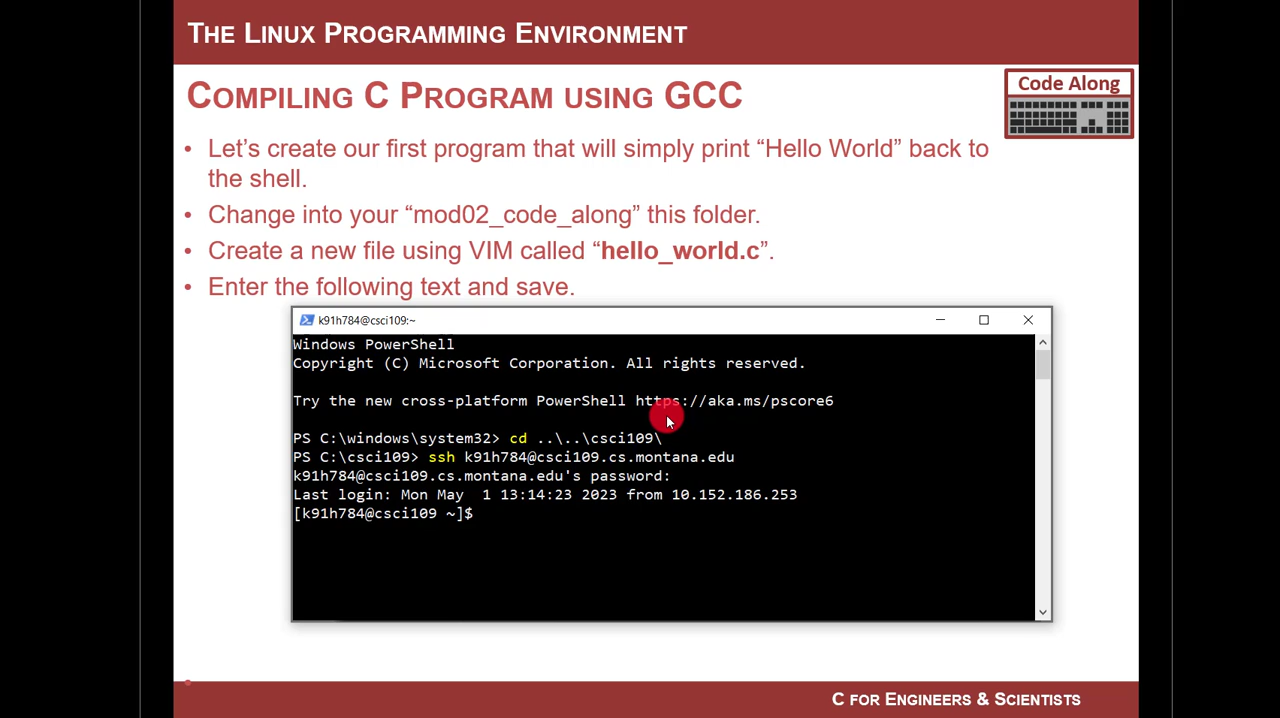 THE LINUX PROGRAMMING ENVIRONMENT
COMPILING C PROGRAM USING GCC
Code Along
• Let’s create our first program that will simply print “Hello World” back to
the shell.
• Change into your “mod02_code_along” this folder.
• Create a new file using VIM called “hello_world.c”.
• Enter the following text and save.
k91h784@csci109:~
Windows PowerShell
Copyright (C) Microsoft Corporation. All rights reserved.
Try the new cross-platform PowerShell https://aka.ms/pscore6
PS C:\windows\system32> cd ..\..\csci109\
PS C:\csci109> ssh k91h784@csci109.cs.montana.edu
k91h784@csci109.cs.montana.edu's password:
Last login: Mon May  1 13:14:23 2023 from 10.152.186.253
[k91h784@csci109 ~]$
C FOR ENGINEERS & SCIENTISTS